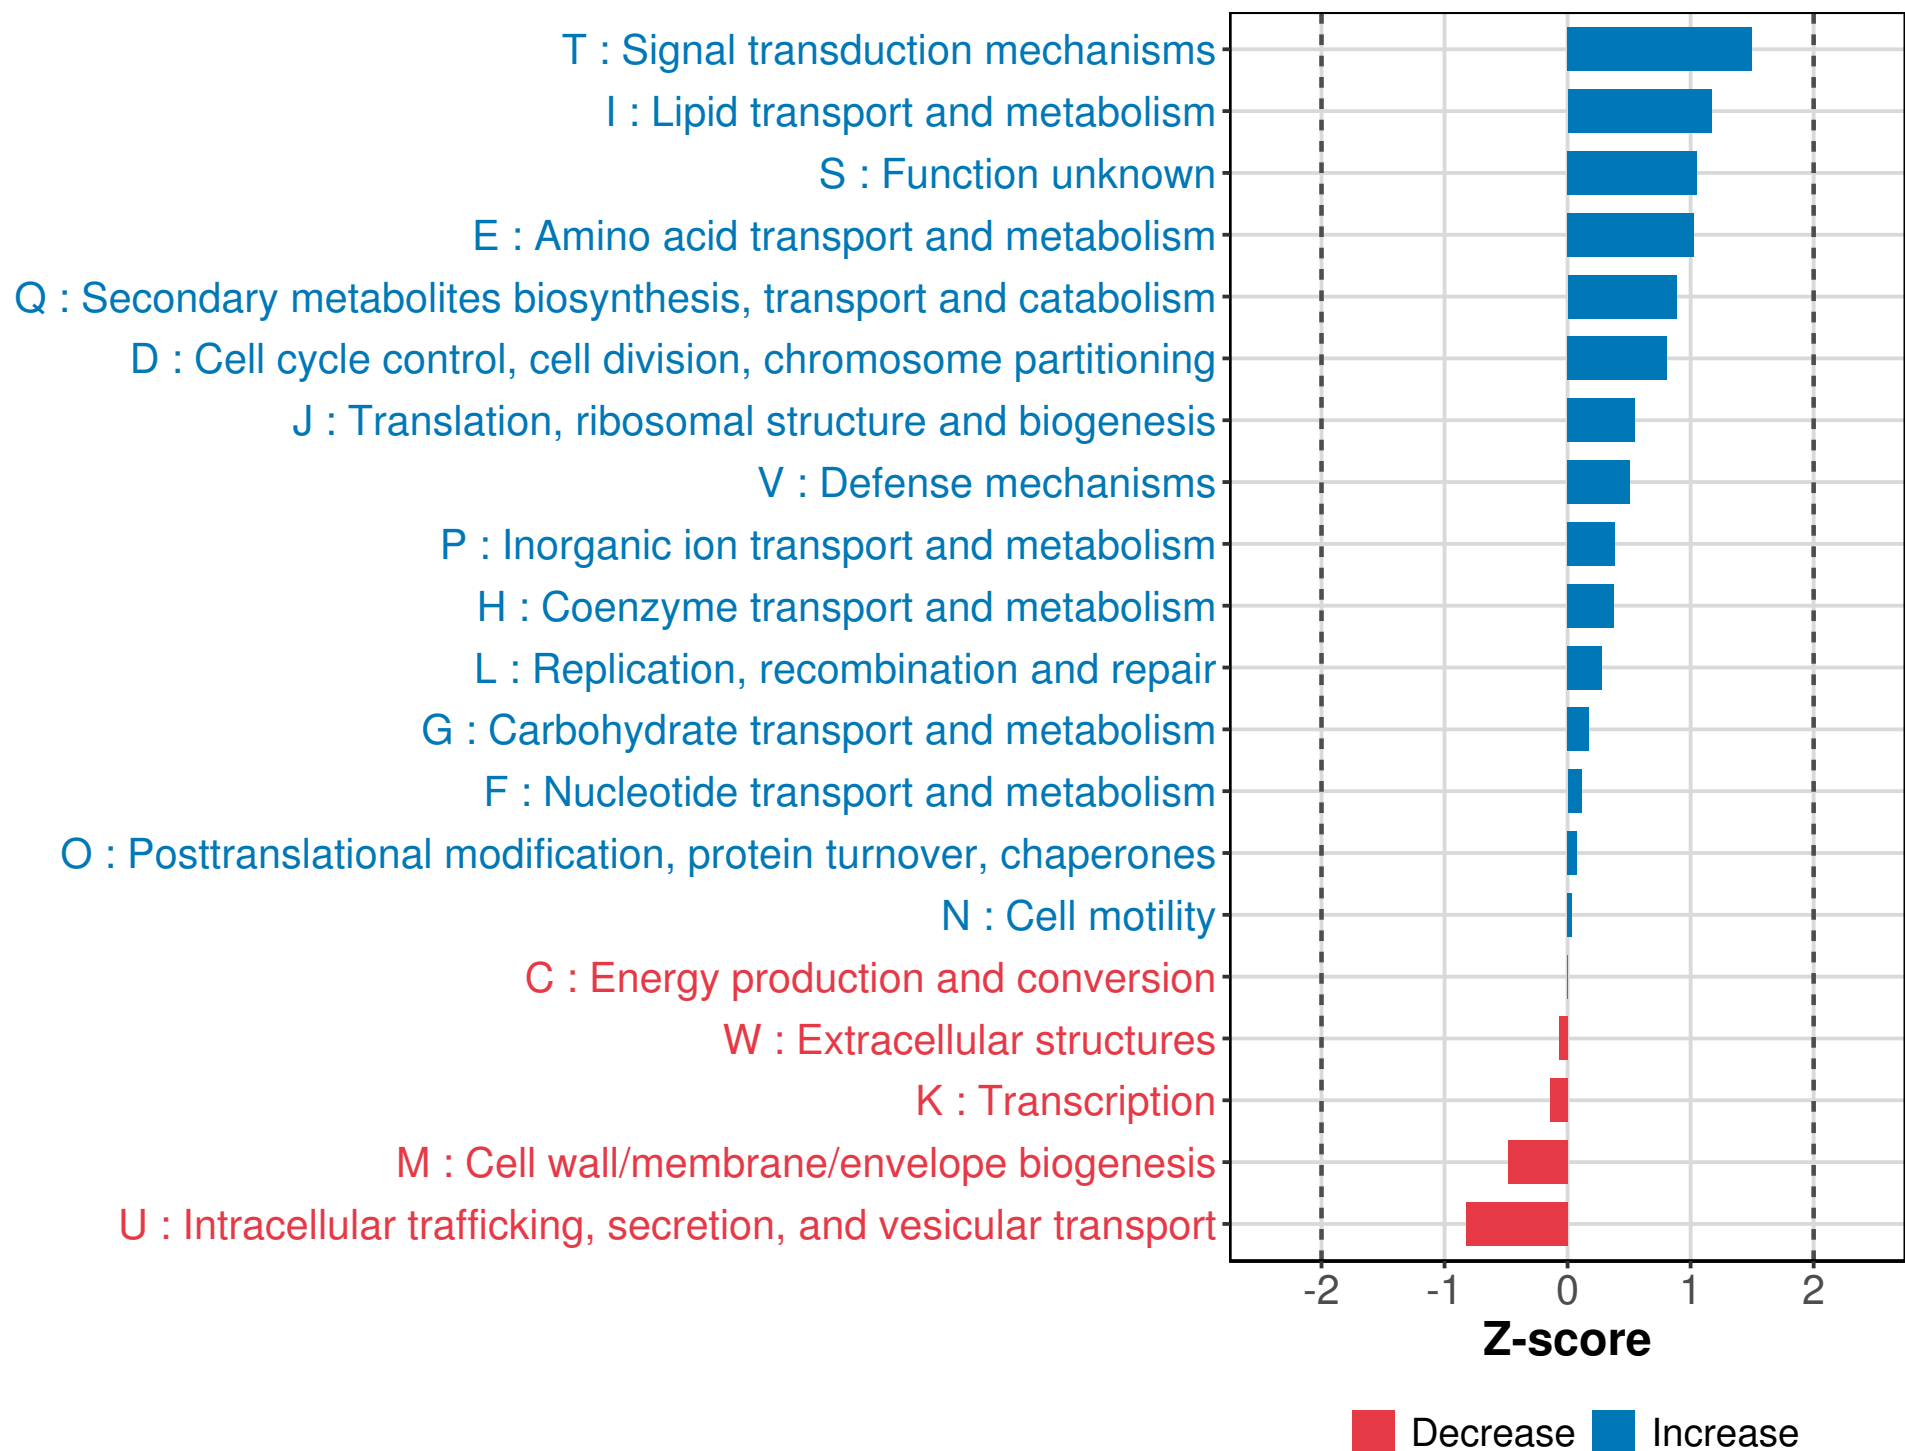 T : Signal transduction mechanisms
I : Lipid transport and metabolism
S : Function unknown
E : Amino acid transport and metabolism
Q : Secondary metabolites biosynthesis, transport and catabolism
D : Cell cycle control, cell division, chromosome partitioning
J : Translation, ribosomal structure and biogenesis
V : Defense mechanisms
P : Inorganic ion transport and metabolism
H : Coenzyme transport and metabolism
L : Replication, recombination and repair
G : Carbohydrate transport and metabolism
F : Nucleotide transport and metabolism
O : Posttranslational modification, protein turnover, chaperones
N : Cell motility
C : Energy production and conversion
W : Extracellular structures
K : Transcription
M : Cell wall/membrane/envelope biogenesis
U : Intracellular trafficking, secretion, and vesicular transport
-2 -1 0 1 2
Z-score
Decrease Increase